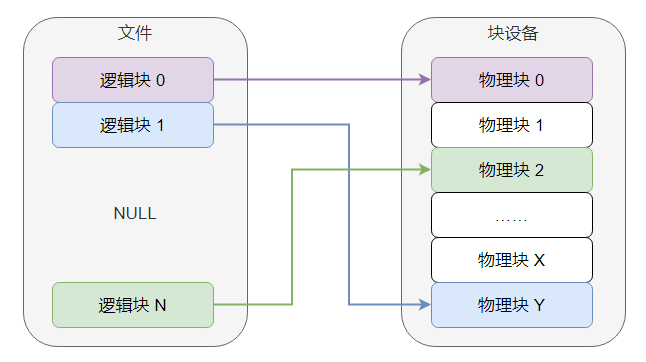 文件
逻辑块 0
逻辑块 1
NULL
逻辑块 N
块设备
物理块 0
物理块 1
物理块 2
……
物理块 X
物理块 Y